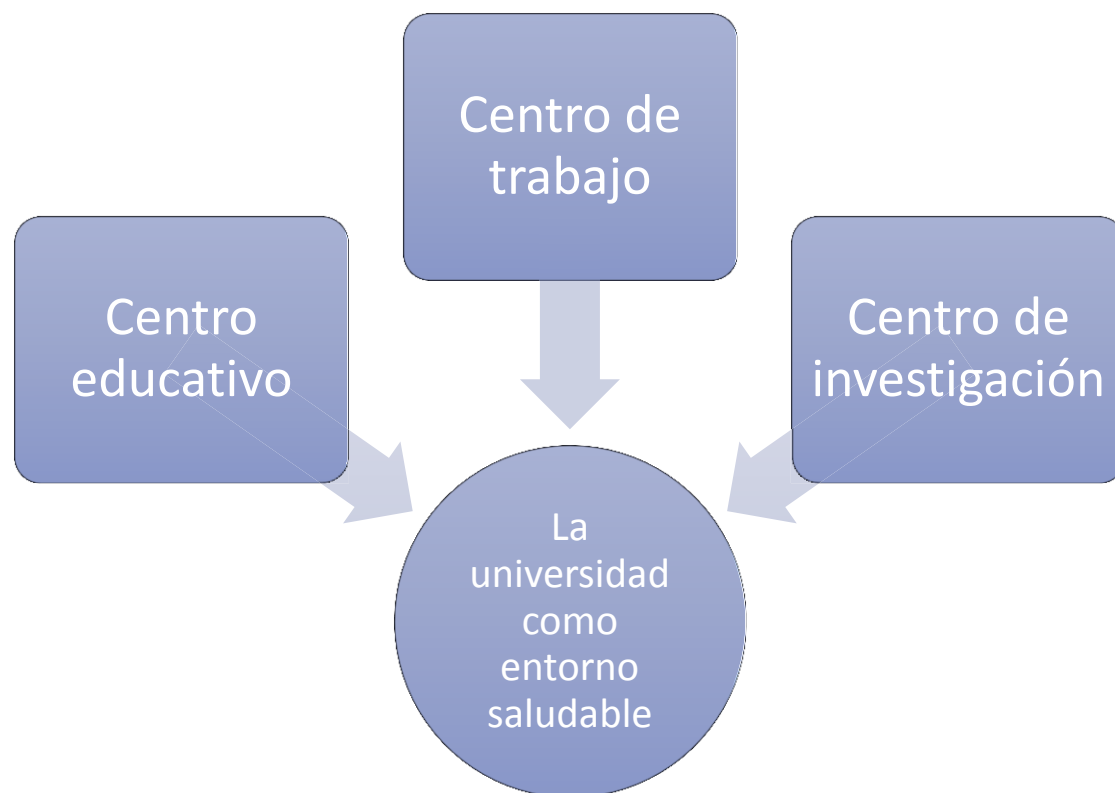 Centro de
trabajo
Centro
educativo
Centro de
investigación
La
universidad
como
entorno
saludable